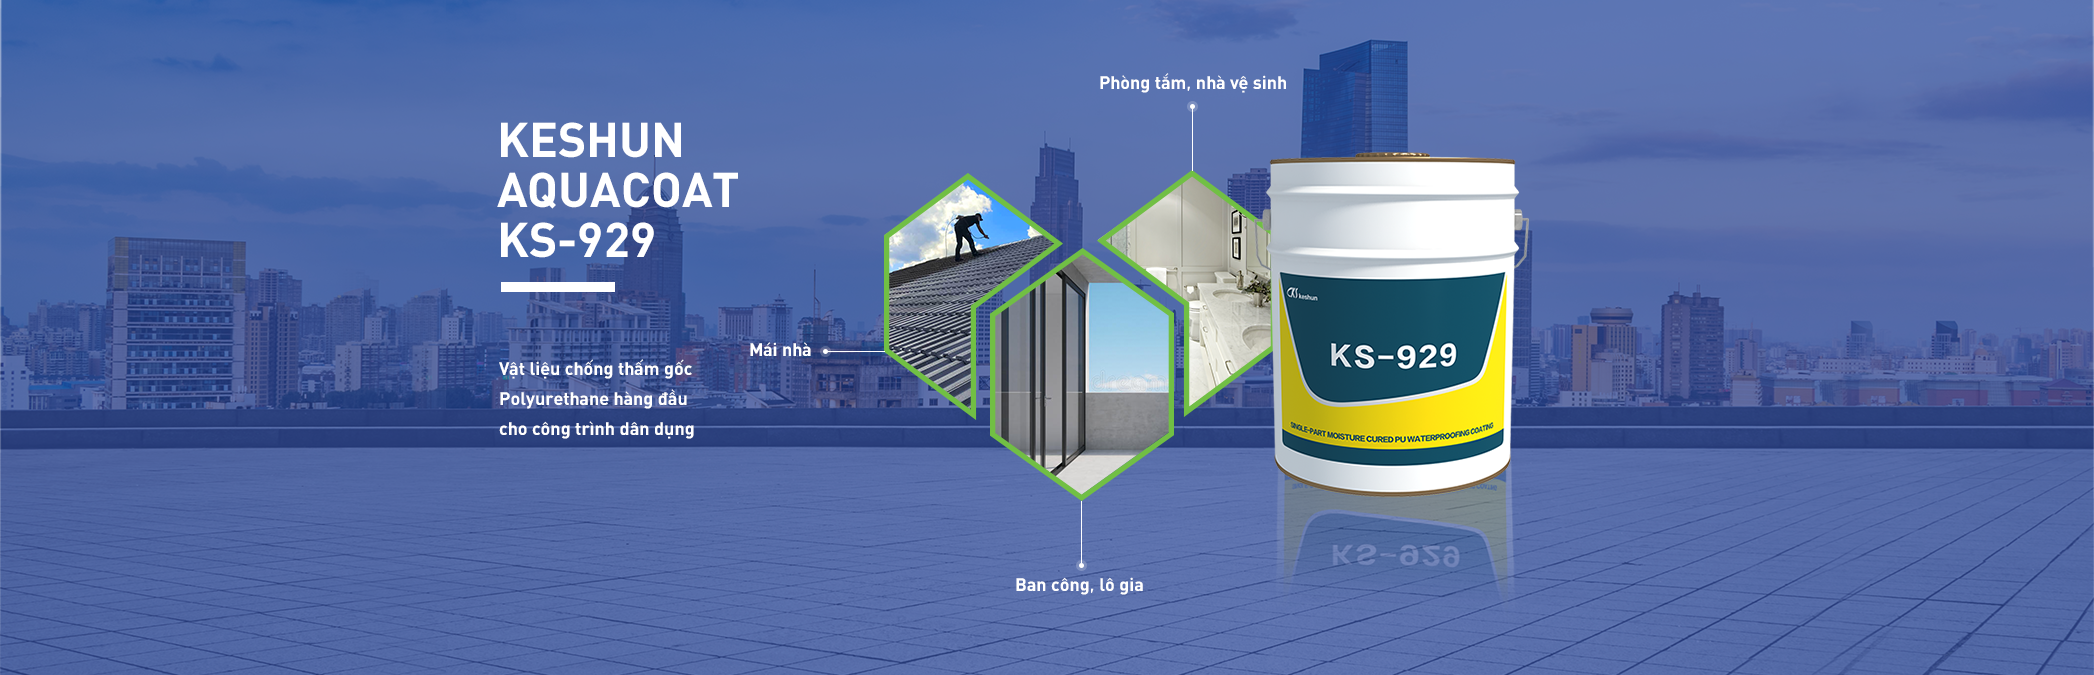 KESHUN
AQUACOAT
KS-929
Vật liệu chống thấm gốc
Polyurethane hàng đầu
cho công trình dân dụng
Mái nhà
Phòng tắm, nhà vệ sinh
Ban công, lô gia
keshun
KS-929
SINGLE-PART MOISTURE CURED PU WATERPROOFING COATING